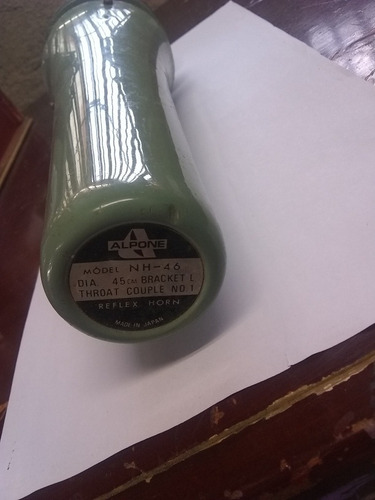 ALPONE
MODEL NH-46
DIA 45cm BRACKET L
THROAT COUPLE NO.1
REFLEX HORN
MADE IN JAPAN